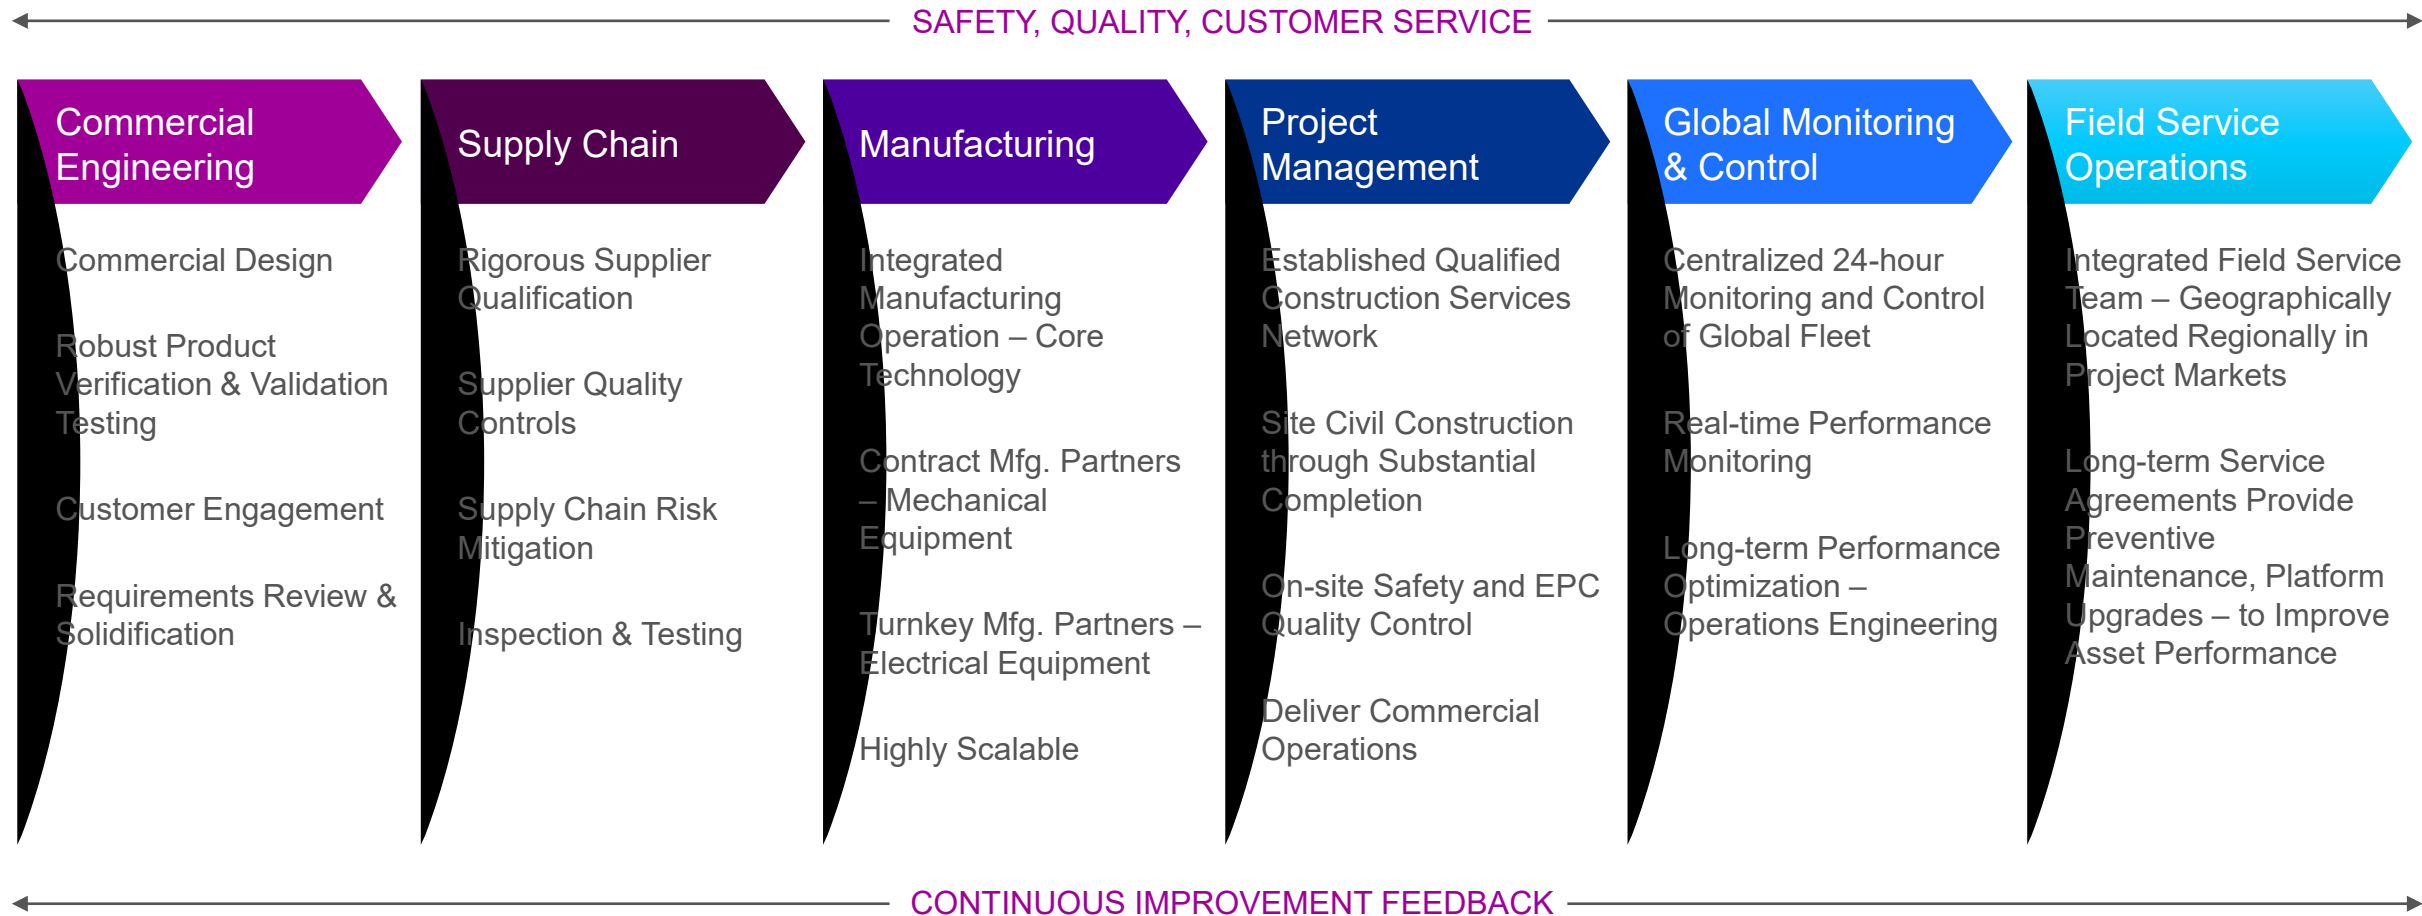 SAFETY, QUALITY, CUSTOMER SERVICE
Commercial
Engineering
Commercial Design
Robust Product
Verification & Validation
Testing
Customer Engagement
Requirements Review &
Solidification
Supply Chain
Rigorous Supplier
Qualification
Supplier Quality
Controls
Supply Chain Risk
Mitigation
Inspection & Testing
Manufacturing
Integrated
Manufacturing
Operation – Core
Technology
Contract Mfg. Partners
– Mechanical
Equipment
Turnkey Mfg. Partners –
Electrical Equipment
Highly Scalable
Project
Management
Established Qualified
Construction Services
Network
Site Civil Construction
through Substantial
Completion
On-site Safety and EPC
Quality Control
Deliver Commercial
Operations
Global Monitoring
& Control
Centralized 24-hour
Monitoring and Control
of Global Fleet
Real-time Performance
Monitoring
Long-term Performance
Optimization –
Operations Engineering
Field Service
Operations
Integrated Field Service
Team – Geographically
Located Regionally in
Project Markets
Long-term Service
Agreements Provide
Preventive
Maintenance, Platform
Upgrades – to Improve
Asset Performance
CONTINUOUS IMPROVEMENT FEEDBACK